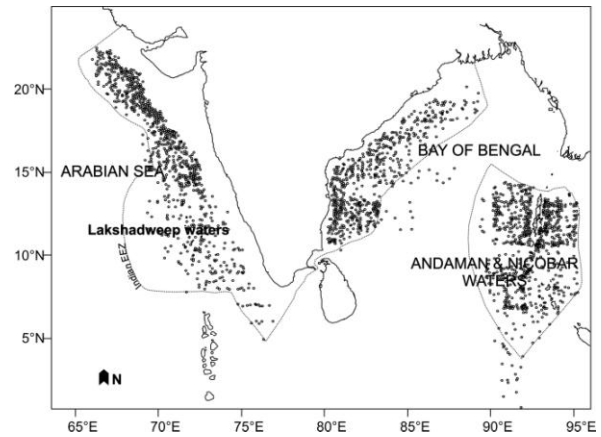 20°N
BAY OF BENGAL
15°N
ARABIAN SEA
Lakshadweep waters
10°N
Indian EEZ
ANDAMAN & NICOBAR
WATERS
5°N
N
65°E 70°E 75°E 80°E 85°E 90°E 95°E